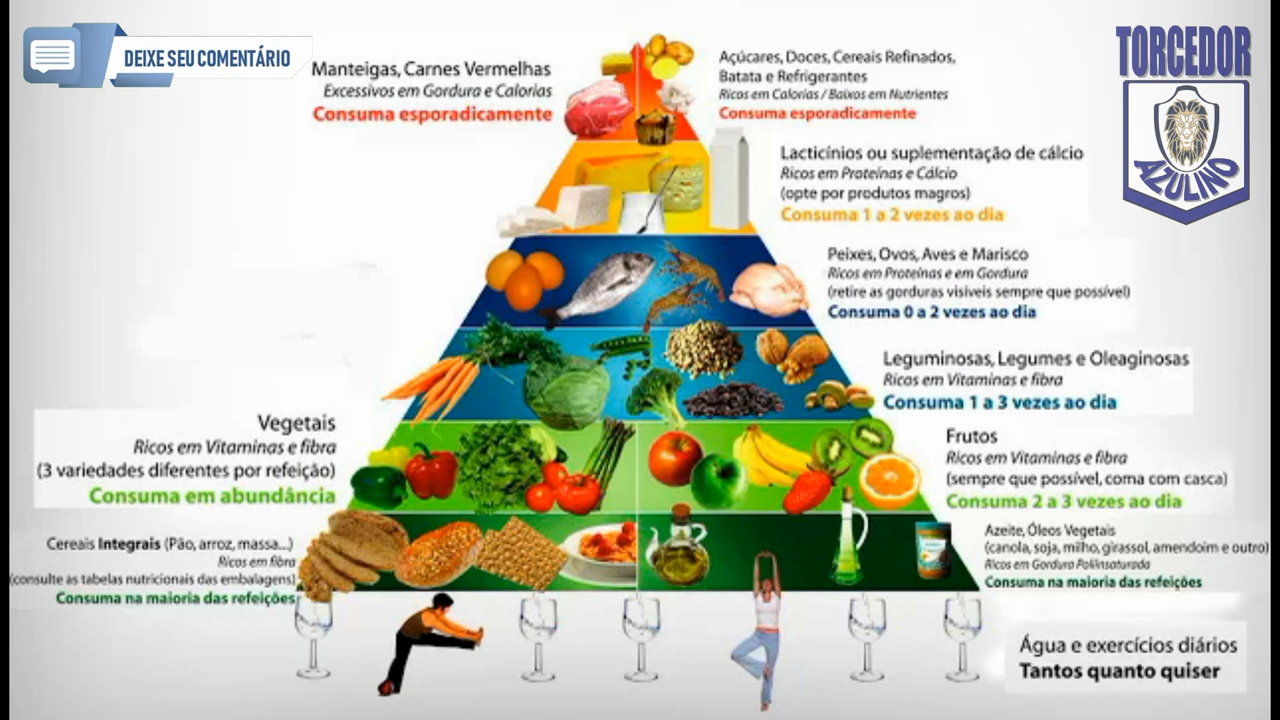 DEIXE SEU COMENTÁRIO
TORCEDOR
AZULINO
Manteigas, Carnes Vermelhas
Excessivos em Gordura e Calorias
Consuma esporadicamente
Açúcares, Doces, Cereais Refinados,
Batata e Refrigerantes
Ricos em Calorias / Baixos em Nutrientes
Consuma esporadicamente
Lacticínios ou suplementação de cálcio
Ricos em Proteínas e Cálcio
(opte por produtos magros)
Consuma 1 a 2 vezes ao dia
Peixes, Ovos, Aves e Marisco
Ricos em Proteínas e em Gordura
(retire as gorduras visíveis sempre que possível)
Consuma 0 a 2 vezes ao dia
Leguminosas, Legumes e Oleaginosas
Ricos em Vitaminas e fibra
Consuma 1 a 3 vezes ao dia
Vegetais
Ricos em Vitaminas e fibra
(3 variedades diferentes por refeição)
Consuma em abundância
Frutos
Ricos em Vitaminas e fibra
(sempre que possível, coma com casca)
Consuma 2 a 3 vezes ao dia
Cereais Integrais (Pão, arroz, massa...)
Ricos em fibra
(consulte as tabelas nutricionais das embalagens)
Consuma na maioria das refeições
Azeite, Óleos Vegetais
(canola, soja, milho, girassol, amendoim e outro)
Ricos em Gordura Poliinsaturada
Consuma na maioria das refeições
Água e exercícios diários
Tantos quanto quiser